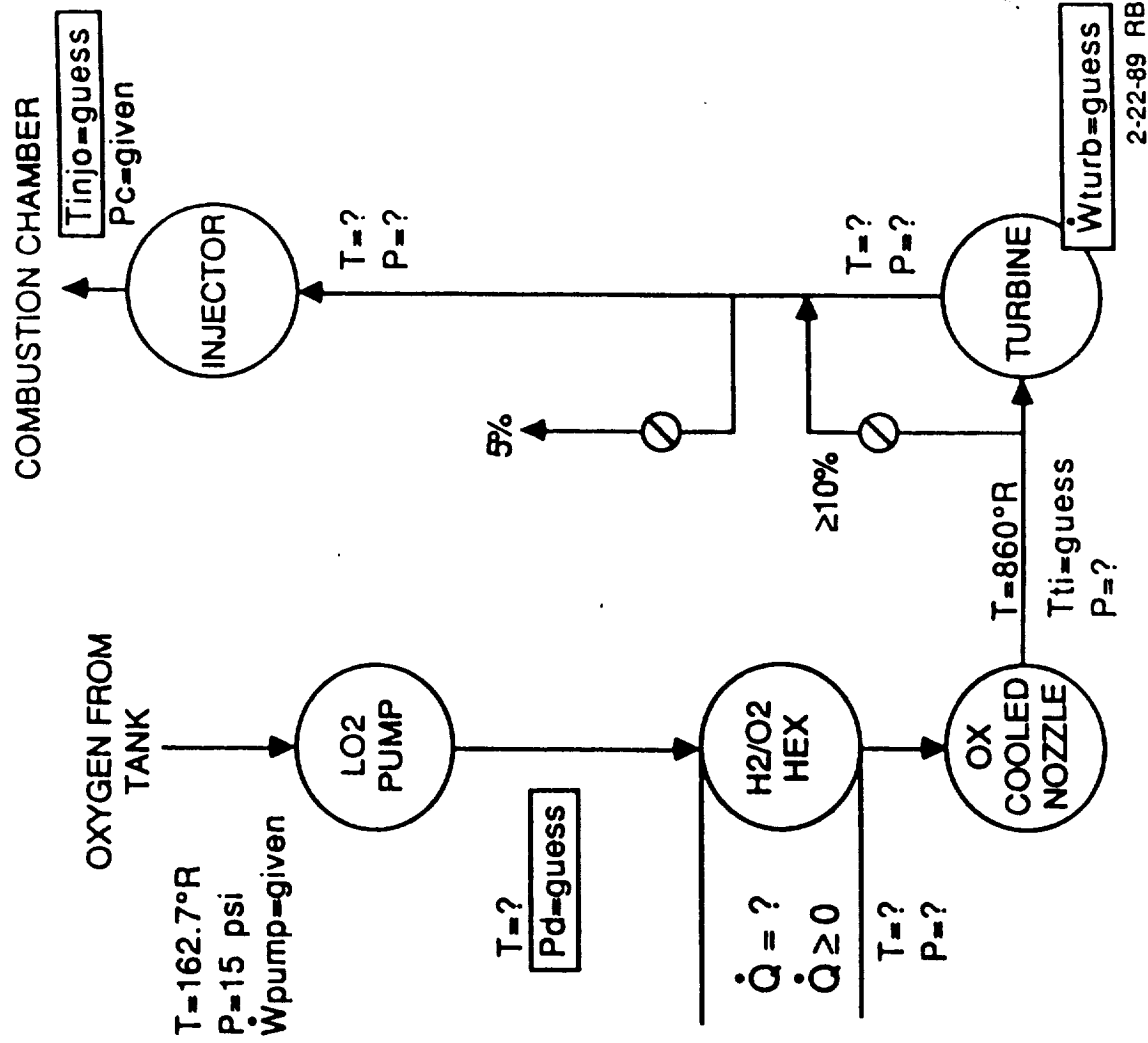 COMBUSTION CHAMBER
Tinjo=guess
Pc=given
INJECTOR
T=?
P=?
5%
≥10%
T=?
P=?
TURBINE
Ẇturb=guess
2-22-89 RB
OXYGEN FROM
TANK
T=162.7°R
P=15 psi
Ẇpump=given
LO2
PUMP
T=?
Pd=guess
H2/O2
HEX
Q̇ = ?
Q̇ ≥ 0
T=?
P=?
OX
COOLED
NOZZLE
T=860°R
Tti=guess
P=?